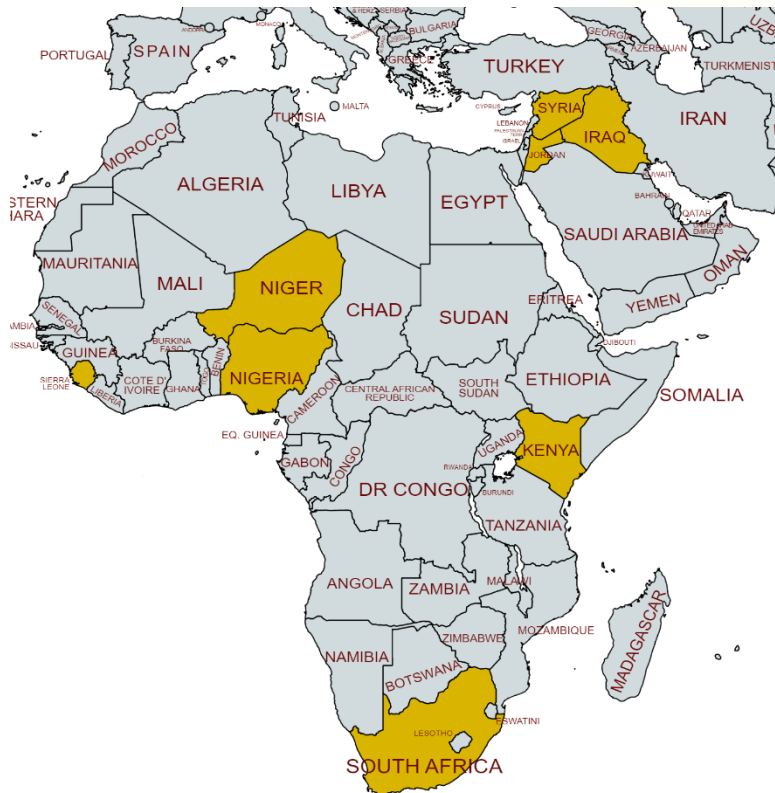 MONACO
ANDORRA
& HERZ.
SERBIA
BULGARIA
GEORGIA
UZB
PORTUGAL
SPAIN
GREECE
TURKEY
AZERBAIJAN
TURKMENIST
MALTA
TUNISIA
CYPRUS
SYRIA
LEBANON
ISRAEL
IRAQ
IRAN
MOROCCO
JORDAN
KUWAIT
ALGERIA
LIBYA
EGYPT
BAHRAIN
QATAR
STERN
HARA
SAUDI ARABIA
UNITED ARAB
EMIRATES
OMAN
MAURITANIA
MALI
NIGER
CHAD
SUDAN
ERITREA
YEMEN
SENEGAL
AMBIA
ISSAU
BURKINA
FASO
DJIBOUTI
GUINEA
BENIN
TOGO
NIGERIA
SIERRA
LEONE
LIBERIA
COTE D'
IVOIRE
GHANA
CAMEROON
CENTRAL AFRICAN
REPUBLIC
SOUTH
SUDAN
ETHIOPIA
SOMALIA
EQ. GUINEA
GABON
CONGO
UGANDA
KENYA
RWANDA
DR CONGO
BURUNDI
TANZANIA
ANGOLA
ZAMBIA
MALAWI
MOZAMBIQUE
ZIMBABWE
MADAGASCAR
NAMIBIA
BOTSWANA
ESWATINI
LESOTHO
SOUTH AFRICA